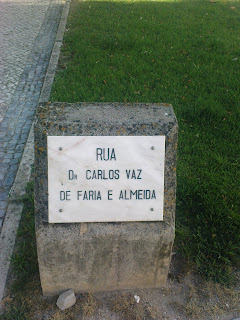 RUA
DR CARLOS VAZ
DE FARIA E ALMEIDA